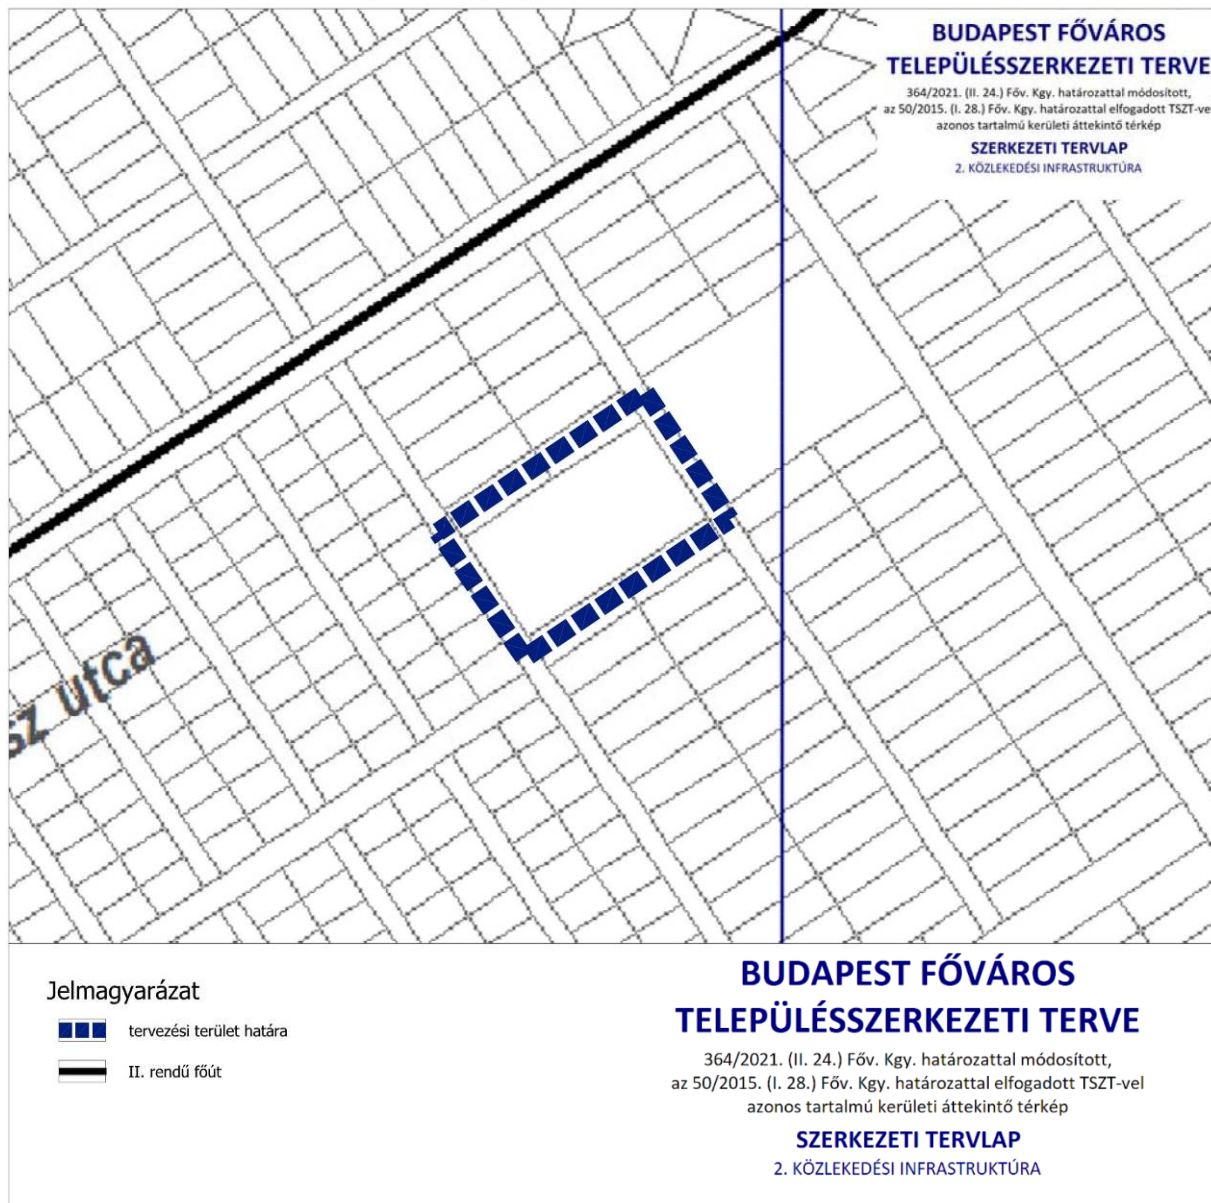 BUDAPEST FŐVÁROS
TELEPÜLÉSSZERKEZETI TERVE
364/2021. (II. 24.) Főv. Kgy. határozattal módosított,
az 50/2015. (I. 28.) Főv. Kgy. határozattal elfogadott TSZT-vel
azonos tartalmú kerületi áttekintő térkép
SZERKEZETI TERVLAP
2. KÖZLEKEDÉSI INFRASTRUKTÚRA
sz utca
Jelmagyarázat
tervezési terület határa
II. rendű főút
BUDAPEST FŐVÁROS
TELEPÜLÉSSZERKEZETI TERVE
364/2021. (II. 24.) Főv. Kgy. határozattal módosított,
az 50/2015. (I. 28.) Főv. Kgy. határozattal elfogadott TSZT-vel
azonos tartalmú kerületi áttekintő térkép
SZERKEZETI TERVLAP
2. KÖZLEKEDÉSI INFRASTRUKTÚRA